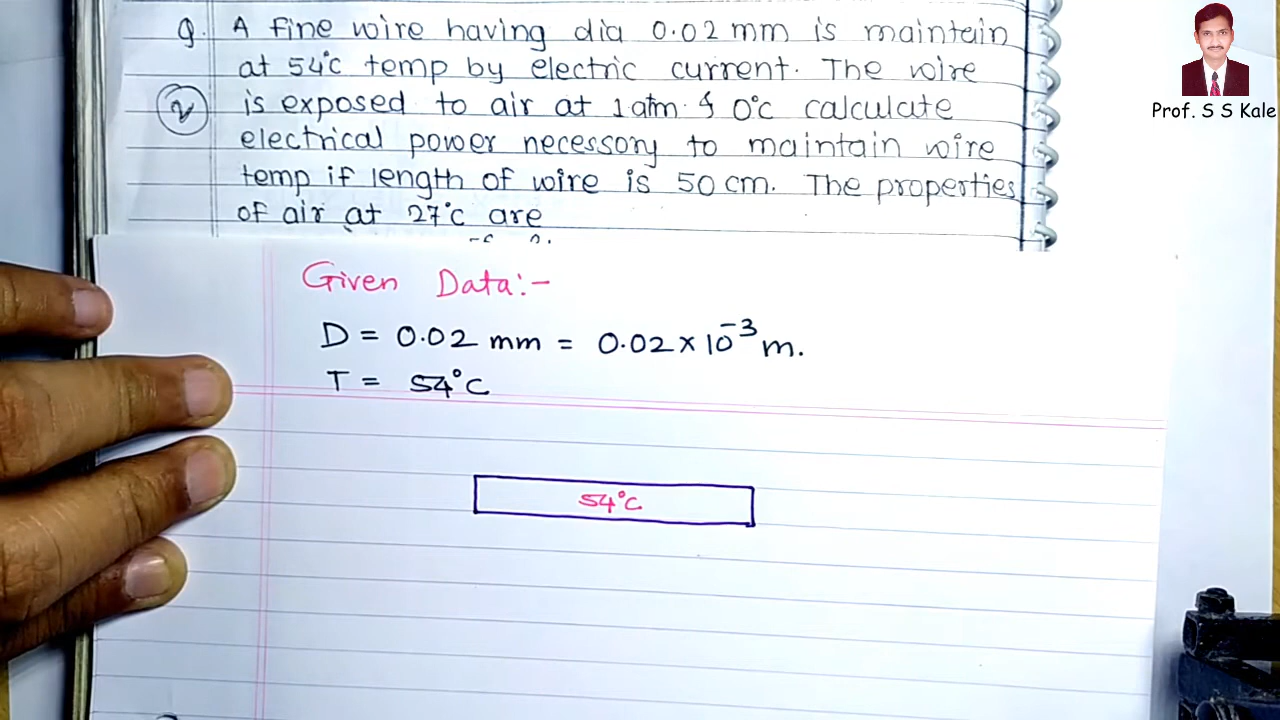 Q. A fine wire having dia 0.02 mm is maintain
at 54°c temp by electric current. The wire
is exposed to air at 1 atm & 0°c calculate
electrical power necessory to maintain wire
temp if length of wire is 50 cm. The properties
of air at 27°c are
Prof. S S Kale
Given Data:-
D = 0.02 mm = 0.02 × 10⁻³ m.
T = 54°C
54°C